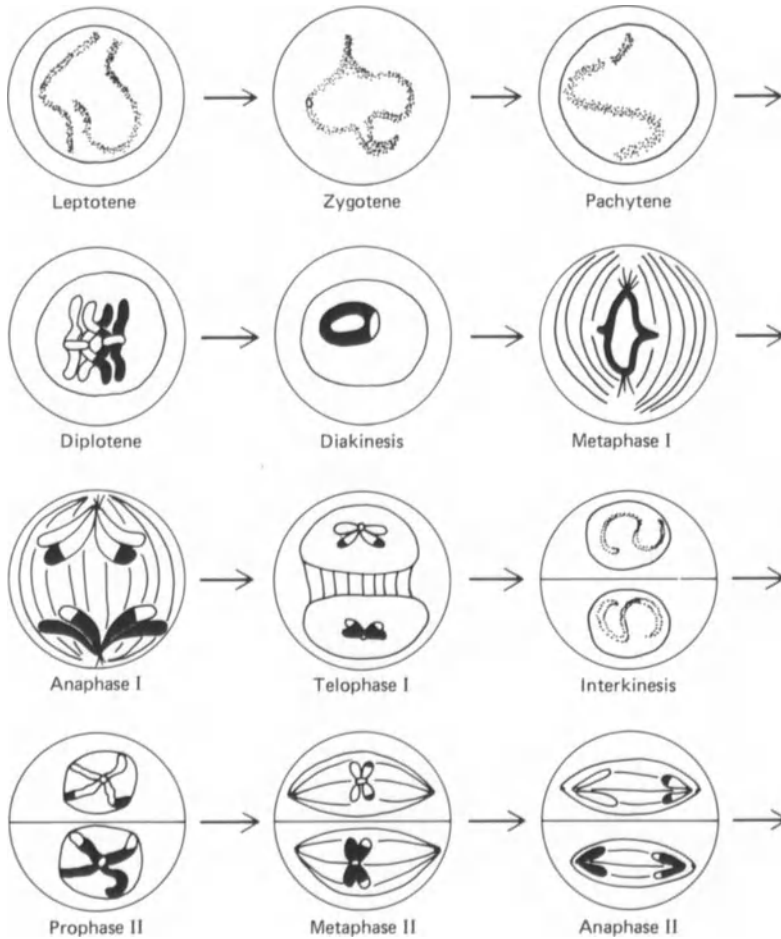 Leptotene
Zygotene
Pachytene
Diplotene
Diakinesis
Metaphase I
Anaphase I
Telophase I
Interkinesis
Prophase II
Metaphase II
Anaphase II